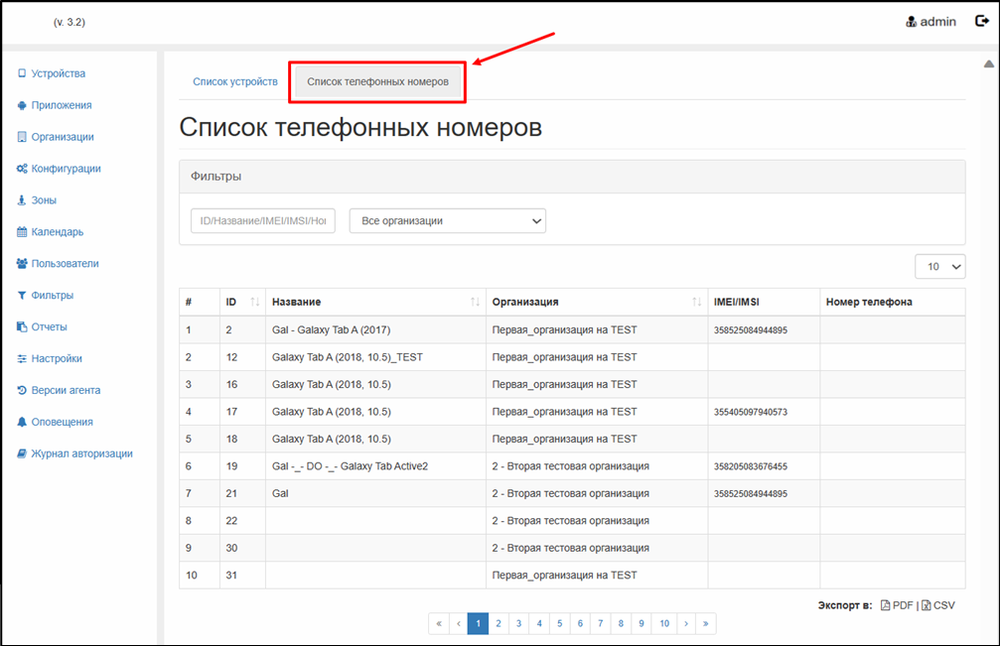 (v. 3.2)
admin
Устройства
Приложения
Организации
Конфигурации
Зоны
Календарь
Пользователи
Фильтры
Отчеты
Настройки
Версии агента
Оповещения
Журнал авторизации
Список устройств Список телефонных номеров
Список телефонных номеров
Фильтры
ID/Название/IMEI/IMSI/Но Все организации
10
# ID Название Организация IMEI/IMSI Номер телефона
1 2 Gal - Galaxy Tab A (2017) Первая_организация на TEST 358525084944895
2 12 Galaxy Tab A (2018, 10.5)_TEST Первая_организация на TEST
3 16 Galaxy Tab A (2018, 10.5) Первая_организация на TEST
4 17 Galaxy Tab A (2018, 10.5) Первая_организация на TEST 355405097940573
5 18 Galaxy Tab A (2018, 10.5) Первая_организация на TEST
6 19 Gal -_- DO -_- Galaxy Tab Active2 2 - Вторая тестовая организация 358205083676455
7 21 Gal 2 - Вторая тестовая организация 358525084944895
8 22 2 - Вторая тестовая организация
9 30 2 - Вторая тестовая организация
10 31 Первая_организация на TEST
Экспорт в: PDF | CSV
« ‹ 1 2 3 4 5 6 7 8 9 10 › »